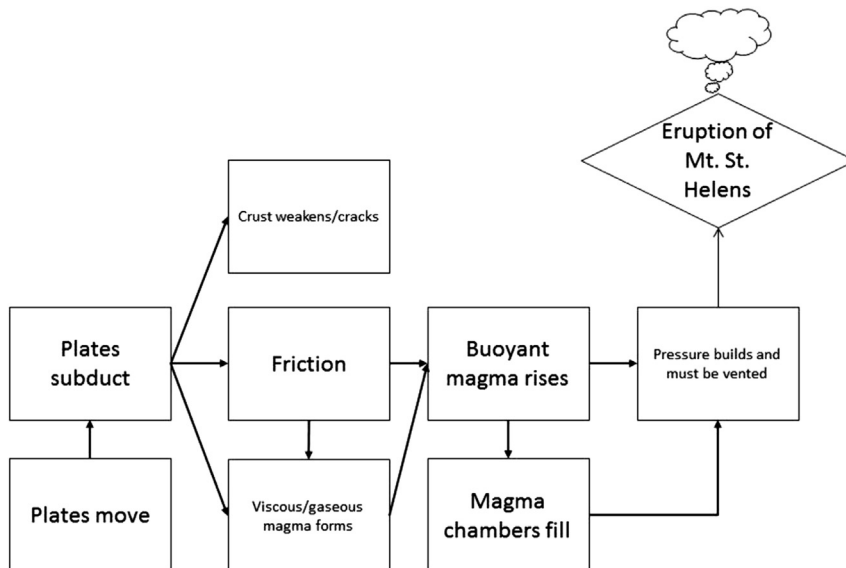 Eruption of
Mt. St.
Helens
Crust weakens/cracks
Plates
subduct
Friction
Buoyant
magma rises
Pressure builds and
must be vented
Plates move
Viscous/gaseous
magma forms
Magma
chambers fill